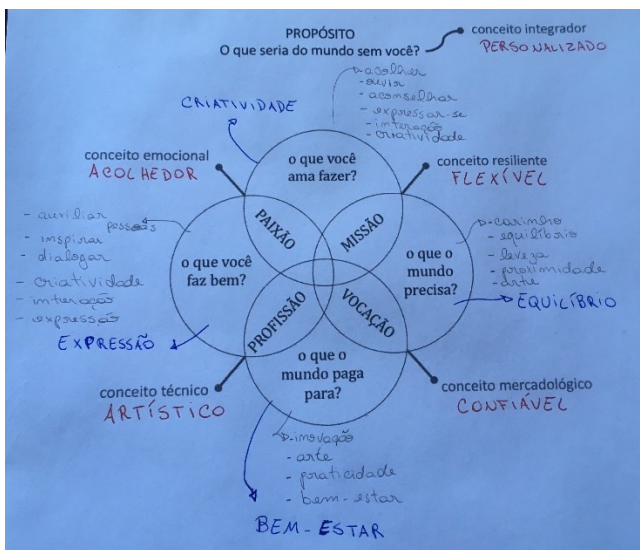 PROPÓSITO
O que seria do mundo sem você?
conceito integrador
PERSONALIZADO
- acolher
- ouvir
- aconselhar
- expressar-se
- interação
- criatividade
CRIATIVIDADE
conceito emocional
ACOLHEDOR
o que você
ama fazer?
conceito resiliente
FLEXÍVEL
PAIXÃO
MISSÃO
- auxiliar
pessoas
- inspirar
- dialogar
- criatividade
- interação
- expressão
EXPRESSÃO
o que você
faz bem?
o que o
mundo
precisa?
- carinho
- equilíbrio
- leveza
- proximidade
- arte
EQUILÍBRIO
PROFISSÃO
VOCAÇÃO
o que o
mundo paga
para?
conceito técnico
ARTÍSTICO
conceito mercadológico
CONFIÁVEL
- inovação
- arte
- praticidade
- bem-estar
BEM-ESTAR